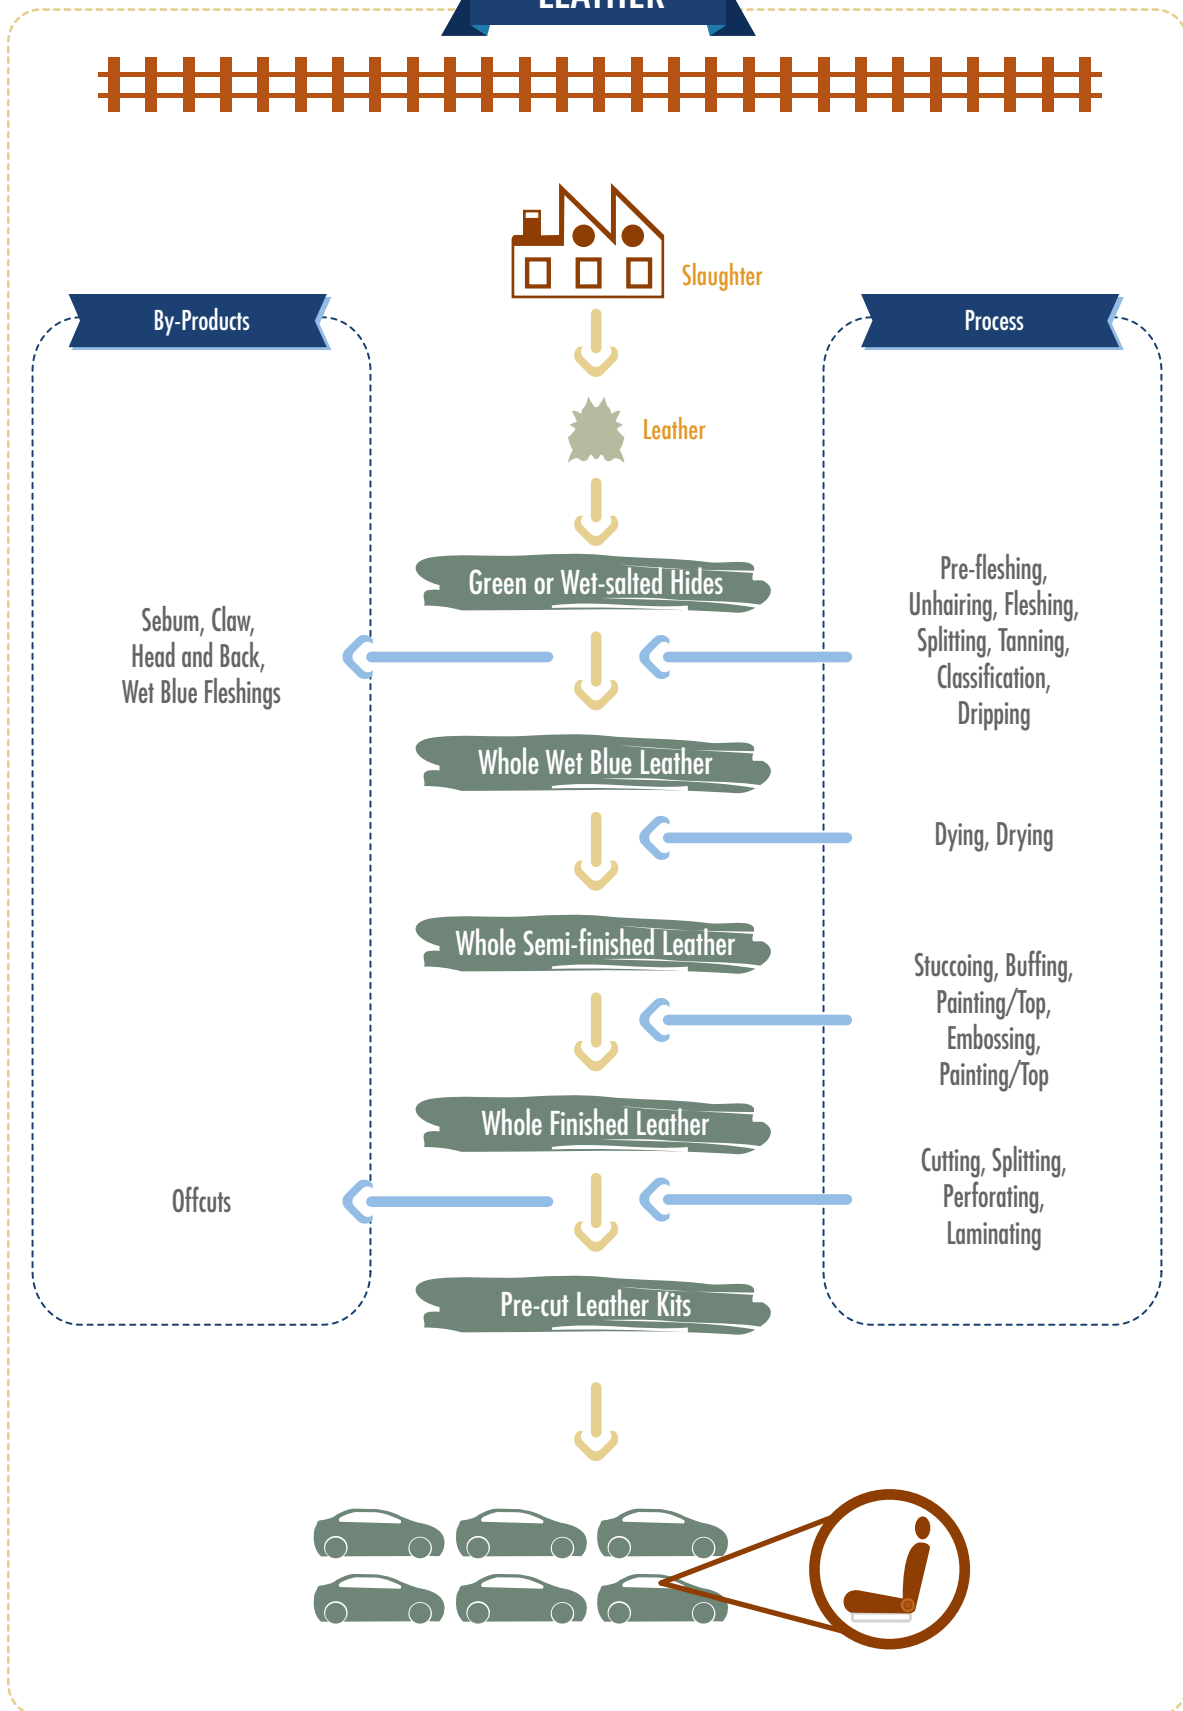 LEATHER
Slaughter
By-Products
Process
Leather
Green or Wet-salted Hides
Pre-fleshing,
Unhairing, Fleshing,
Splitting, Tanning,
Classification,
Dripping
Sebum, Claw,
Head and Back,
Wet Blue Fleshings
Whole Wet Blue Leather
Dying, Drying
Whole Semi-finished Leather
Stuccoing, Buffing,
Painting/Top,
Embossing,
Painting/Top
Whole Finished Leather
Cutting, Splitting,
Perforating,
Laminating
Offcuts
Pre-cut Leather Kits